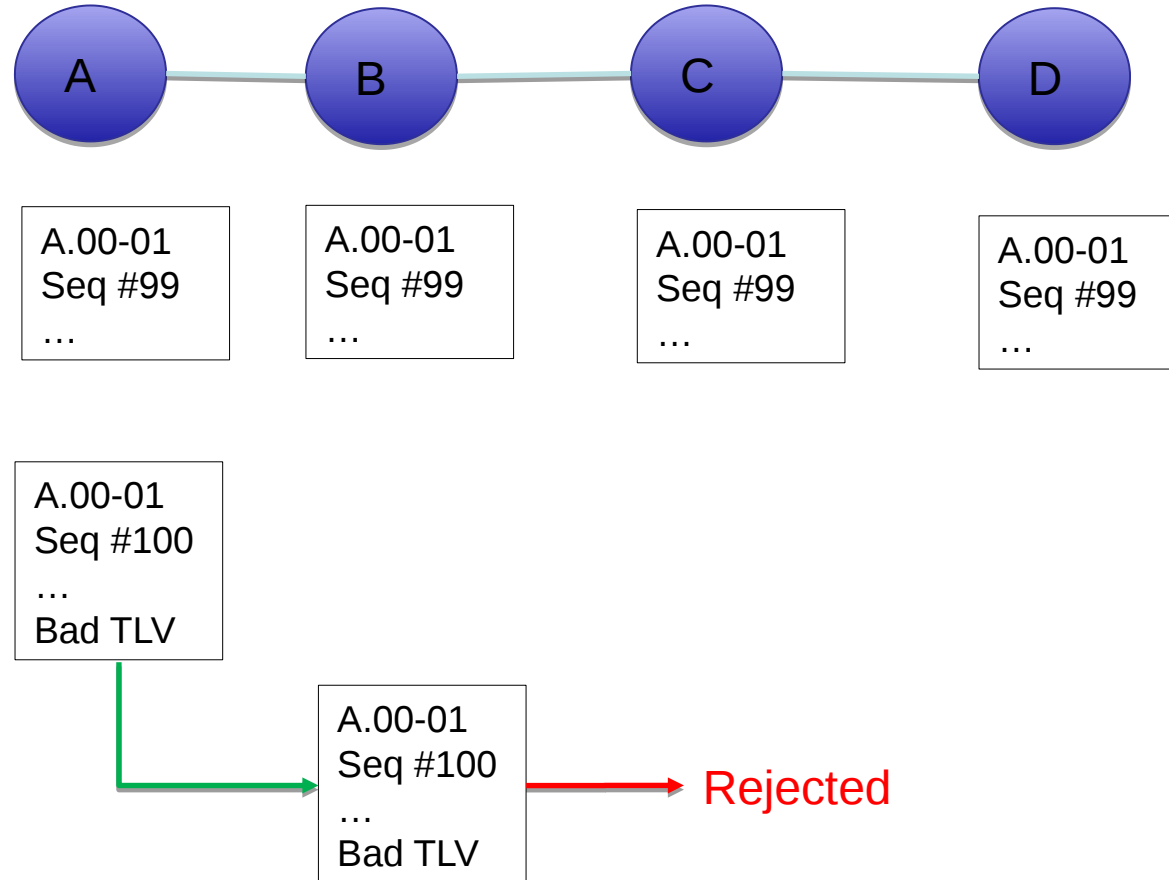 A
B
C
D
A.00-01
Seq #99
…
A.00-01
Seq #99
…
A.00-01
Seq #99
…
A.00-01
Seq #99
…
A.00-01
Seq #100
…
Bad TLV
A.00-01
Seq #100
…
Bad TLV
Rejected